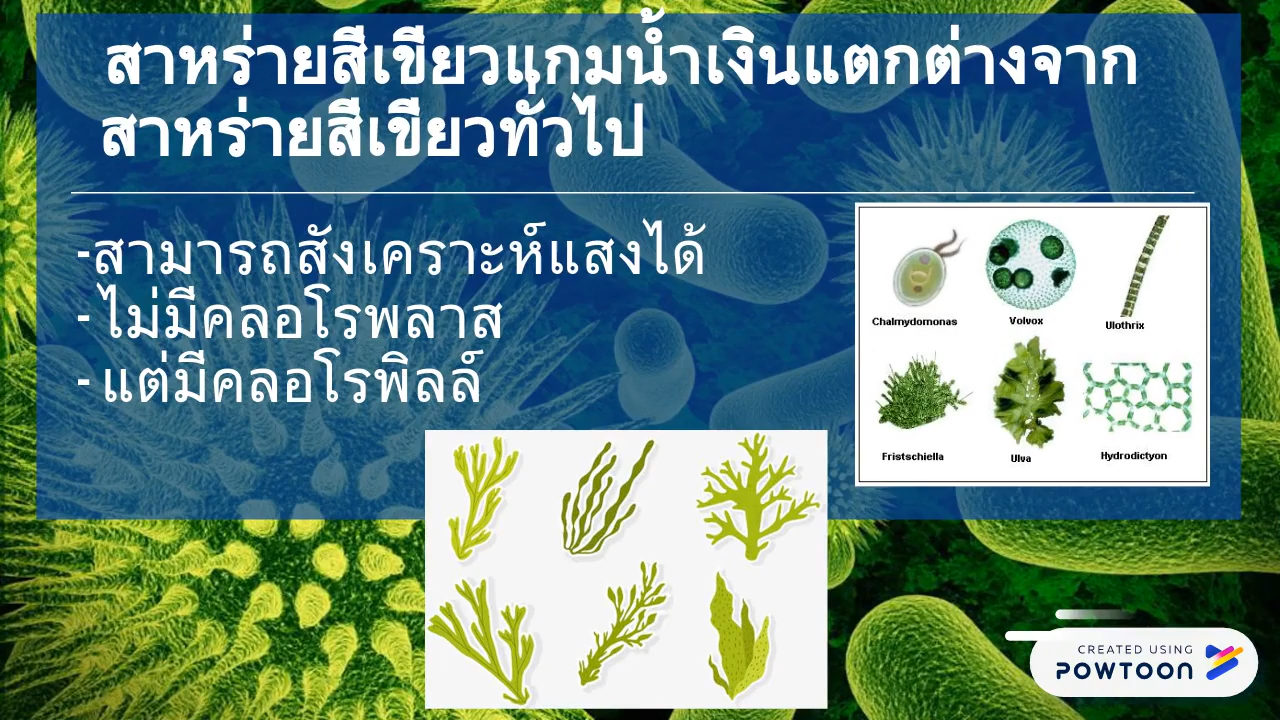 สาหร่ายสีเขียวแกมน้ำเงินแตกต่างจาก
สาหร่ายสีเขียวทั่วไป
-สามารถสังเคราะห์แสงได้
- ไม่มีคลอโรพลาส
- แต่มีคลอโรพิลล์
Chalmydomonas
Volvox
Ulothrix
Fristschiella
Ulva
Hydrodictyon
CREATED USING
POWTOON